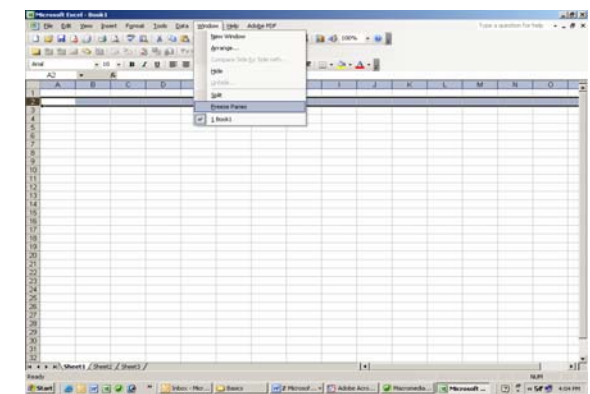 Microsoft Excel - Book1
File Edit View Insert Format Tools Data Window Help Adobe PDF Type a question for help
100%
Arial 10 B I U
A2 fx
New Window
Arrange...
Compare Side by Side with...
Hide
Unhide...
Split
Freeze Panes
1 Book1
A B C D I J K L M N O
1
2
3
4
5
6
7
8
9
10
11
12
13
14
15
16
17
18
19
20
21
22
23
24
25
26
27
28
29
30
31
32
Sheet1 / Sheet2 / Sheet3 /
Ready NUM
Start Inbox - Mic... Basics 2 Microsof... Adobe Acro... Macromedia... Microsoft ... 4:04 PM